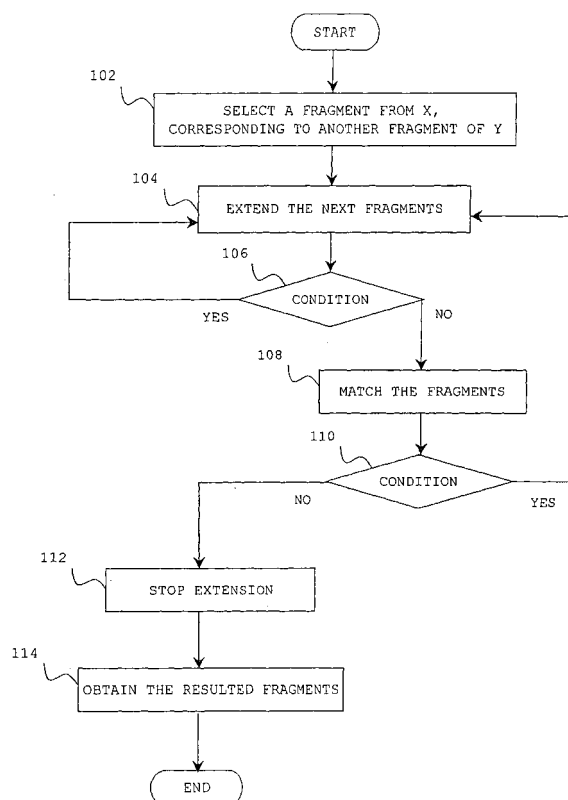 START
102
SELECT A FRAGMENT FROM X,
CORRESPONDING TO ANOTHER FRAGMENT OF Y
104
EXTEND THE NEXT FRAGMENTS
106
CONDITION
YES
NO
108
MATCH THE FRAGMENTS
110
CONDITION
NO
YES
112
STOP EXTENSION
114
OBTAIN THE RESULTED FRAGMENTS
END